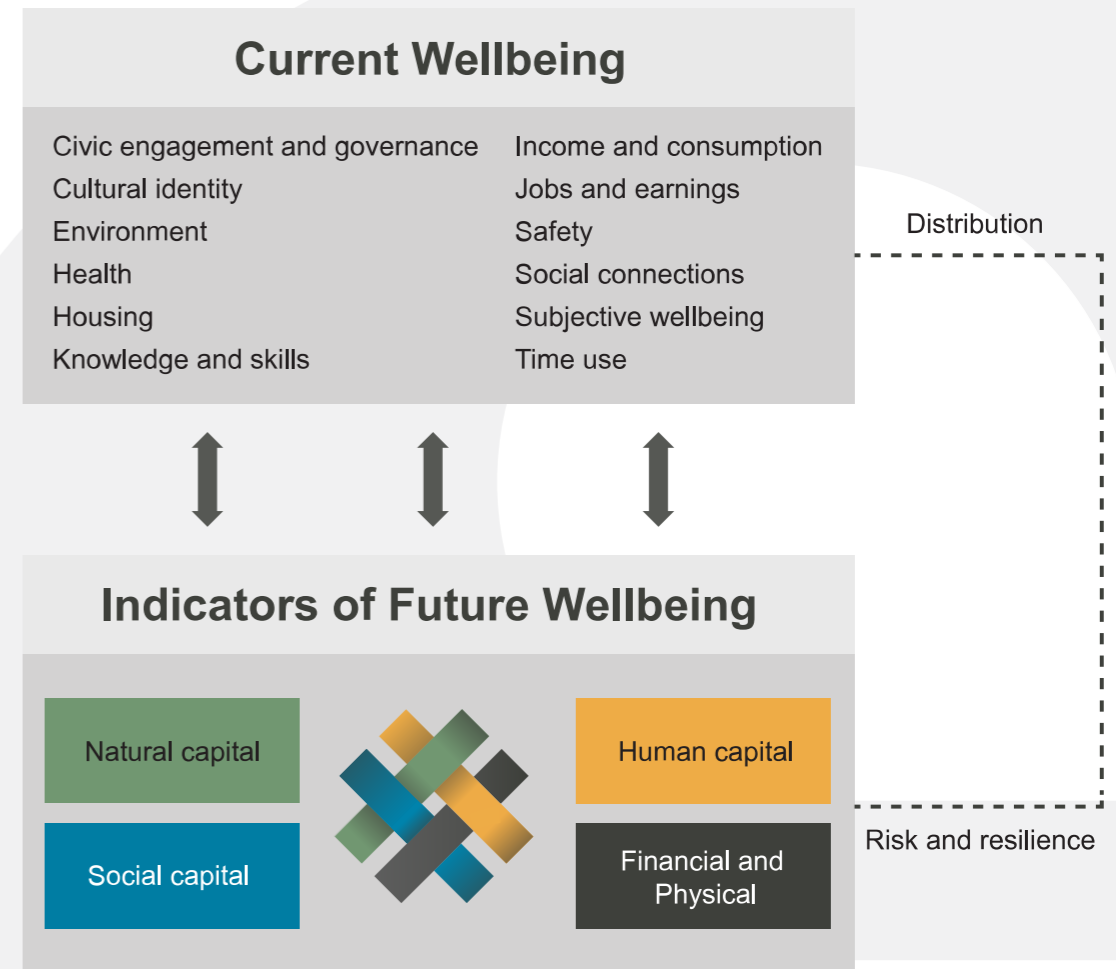 Current Wellbeing
Civic engagement and governance
Cultural identity
Environment
Health
Housing
Knowledge and skills
Income and consumption
Jobs and earnings
Safety
Social connections
Subjective wellbeing
Time use
Distribution
Indicators of Future Wellbeing
Natural capital
Human capital
Social capital
Financial and
Physical
Risk and resilience